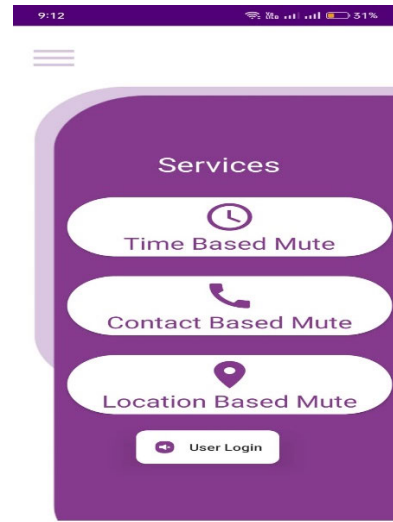 9:12
31%
Services
Time Based Mute
Contact Based Mute
Location Based Mute
User Login